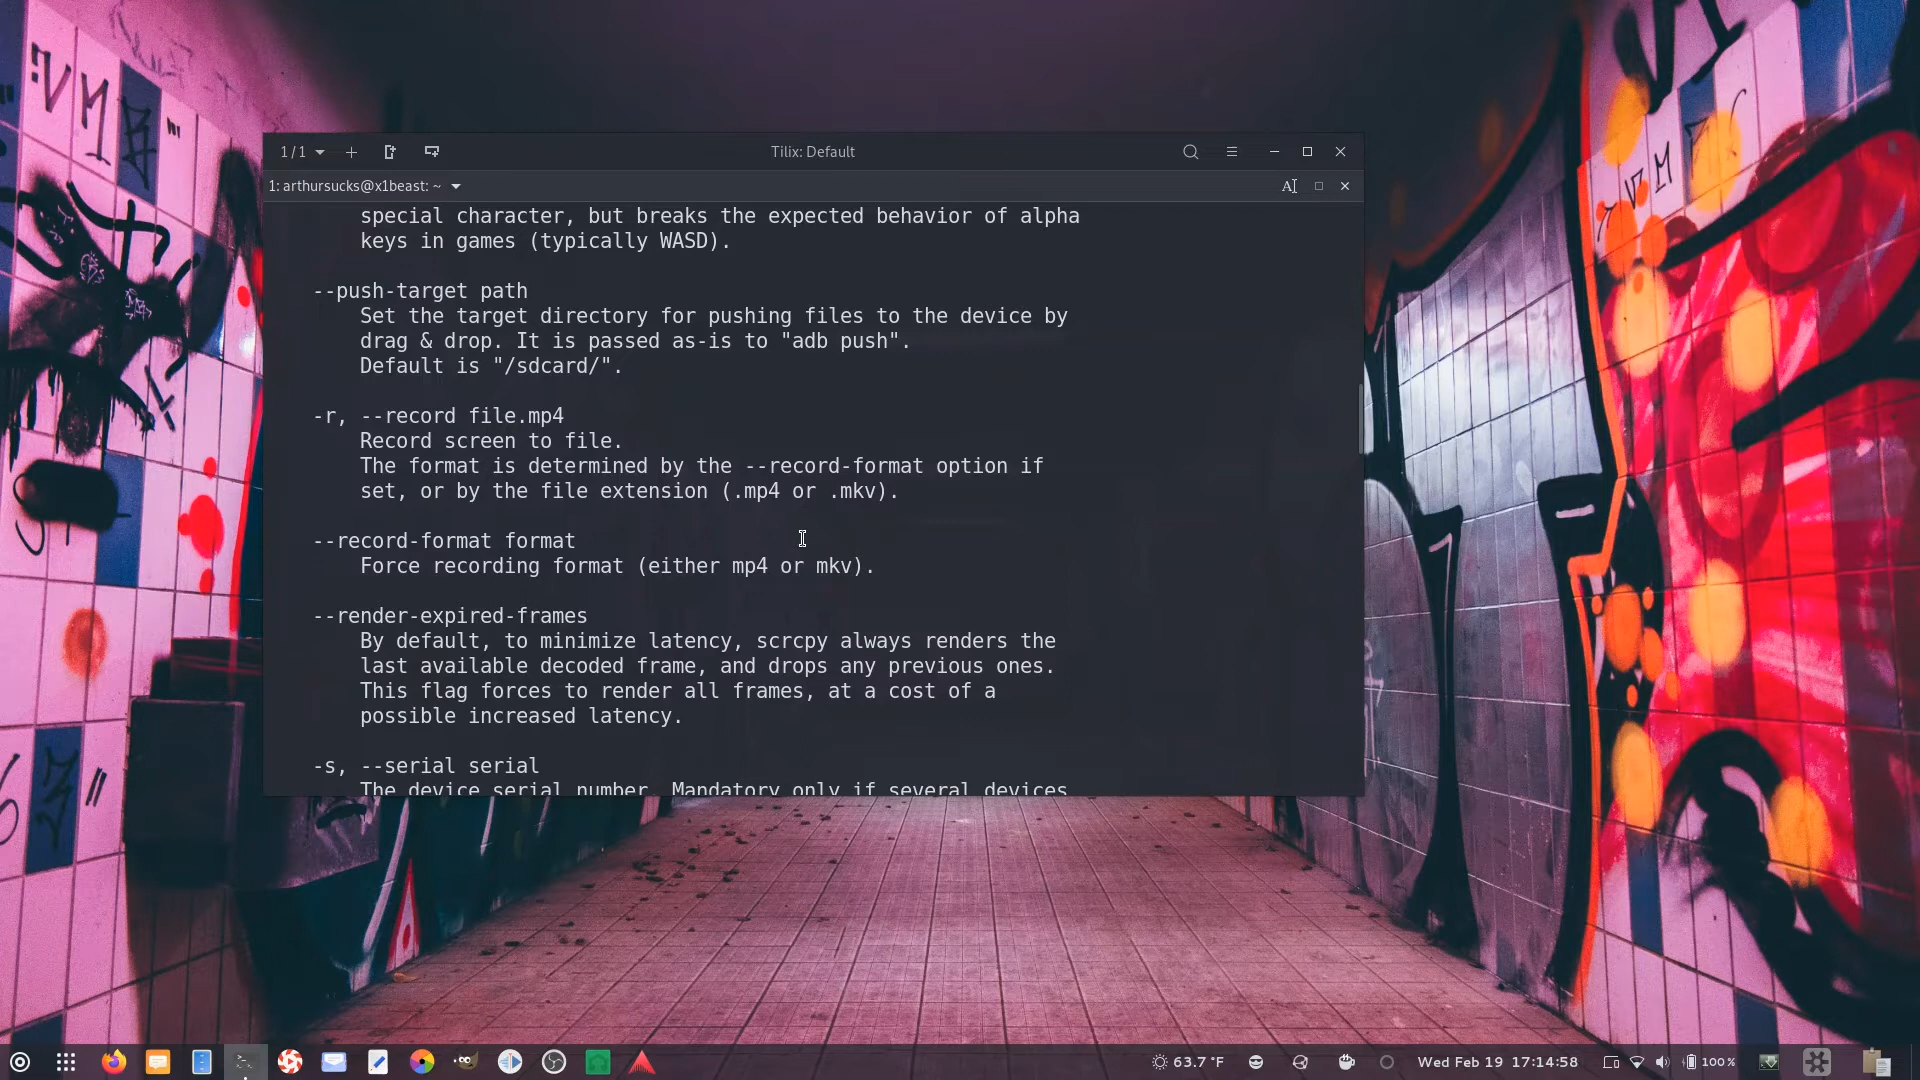 1 / 1
Tilix: Default
1: arthursucks@x1beast: ~
special character, but breaks the expected behavior of alpha
keys in games (typically WASD).
--push-target path
Set the target directory for pushing files to the device by
drag & drop. It is passed as-is to "adb push".
Default is "/sdcard/".
-r, --record file.mp4
Record screen to file.
The format is determined by the --record-format option if
set, or by the file extension (.mp4 or .mkv).
--record-format format
Force recording format (either mp4 or mkv).
--render-expired-frames
By default, to minimize latency, scrcpy always renders the
last available decoded frame, and drops any previous ones.
This flag forces to render all frames, at a cost of a
possible increased latency.
-s, --serial serial
The device serial number. Mandatory only if several devices
63.7 °F
Wed Feb 19 17:14:58
100 %